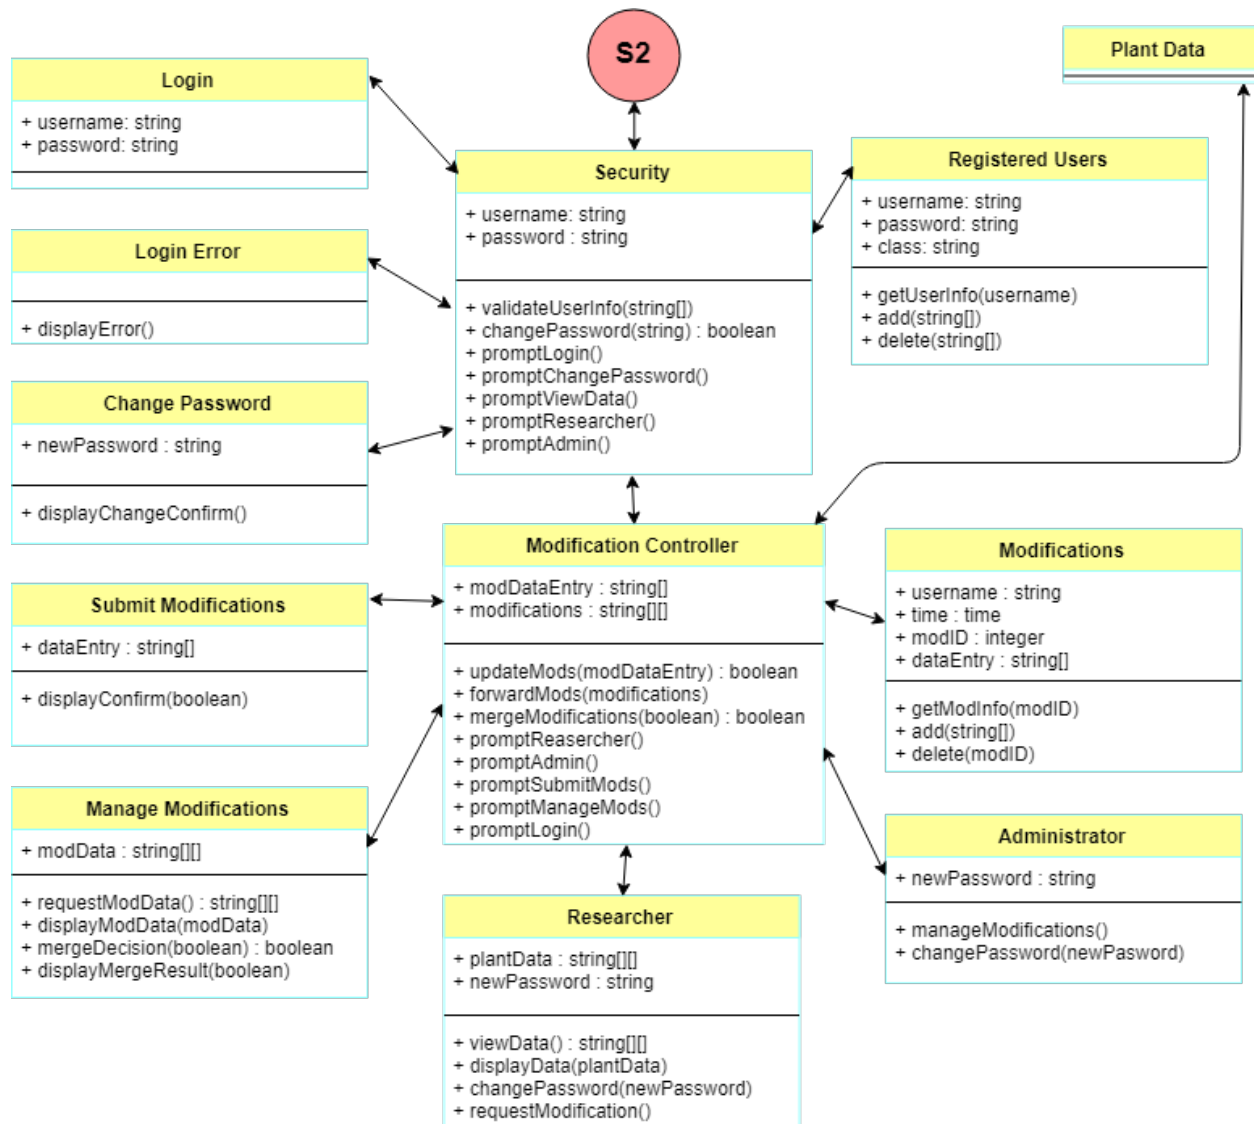 S2
Plant Data
Login
+ username: string
+ password: string
Security
+ username: string
+ password : string
+ validateUserInfo(string[])
+ changePassword(string) : boolean
+ promptLogin()
+ promptChangePassword()
+ promptViewData()
+ promptResearcher()
+ promptAdmin()
Registered Users
+ username: string
+ password: string
+ class: string
+ getUserInfo(username)
+ add(string[])
+ delete(string[])
Login Error
+ displayError()
Change Password
+ newPassword : string
+ displayChangeConfirm()
Modification Controller
+ modDataEntry : string[]
+ modifications : string[][]
+ updateMods(modDataEntry) : boolean
+ forwardMods(modifications)
+ mergeModifications(boolean) : boolean
+ promptReasercher()
+ promptAdmin()
+ promptSubmitMods()
+ promptManageMods()
+ promptLogin()
Modifications
+ username : string
+ time : time
+ modID : integer
+ dataEntry : string[]
+ getModInfo(modID)
+ add(string[])
+ delete(modID)
Submit Modifications
+ dataEntry : string[]
+ displayConfirm(boolean)
Manage Modifications
+ modData : string[][]
+ requestModData() : string[][]
+ displayModData(modData)
+ mergeDecision(boolean) : boolean
+ displayMergeResult(boolean)
Administrator
+ newPassword : string
+ manageModifications()
+ changePassword(newPasword)
Researcher
+ plantData : string[][]
+ newPassword : string
+ viewData() : string[][]
+ displayData(plantData)
+ changePassword(newPassword)
+ requestModification()